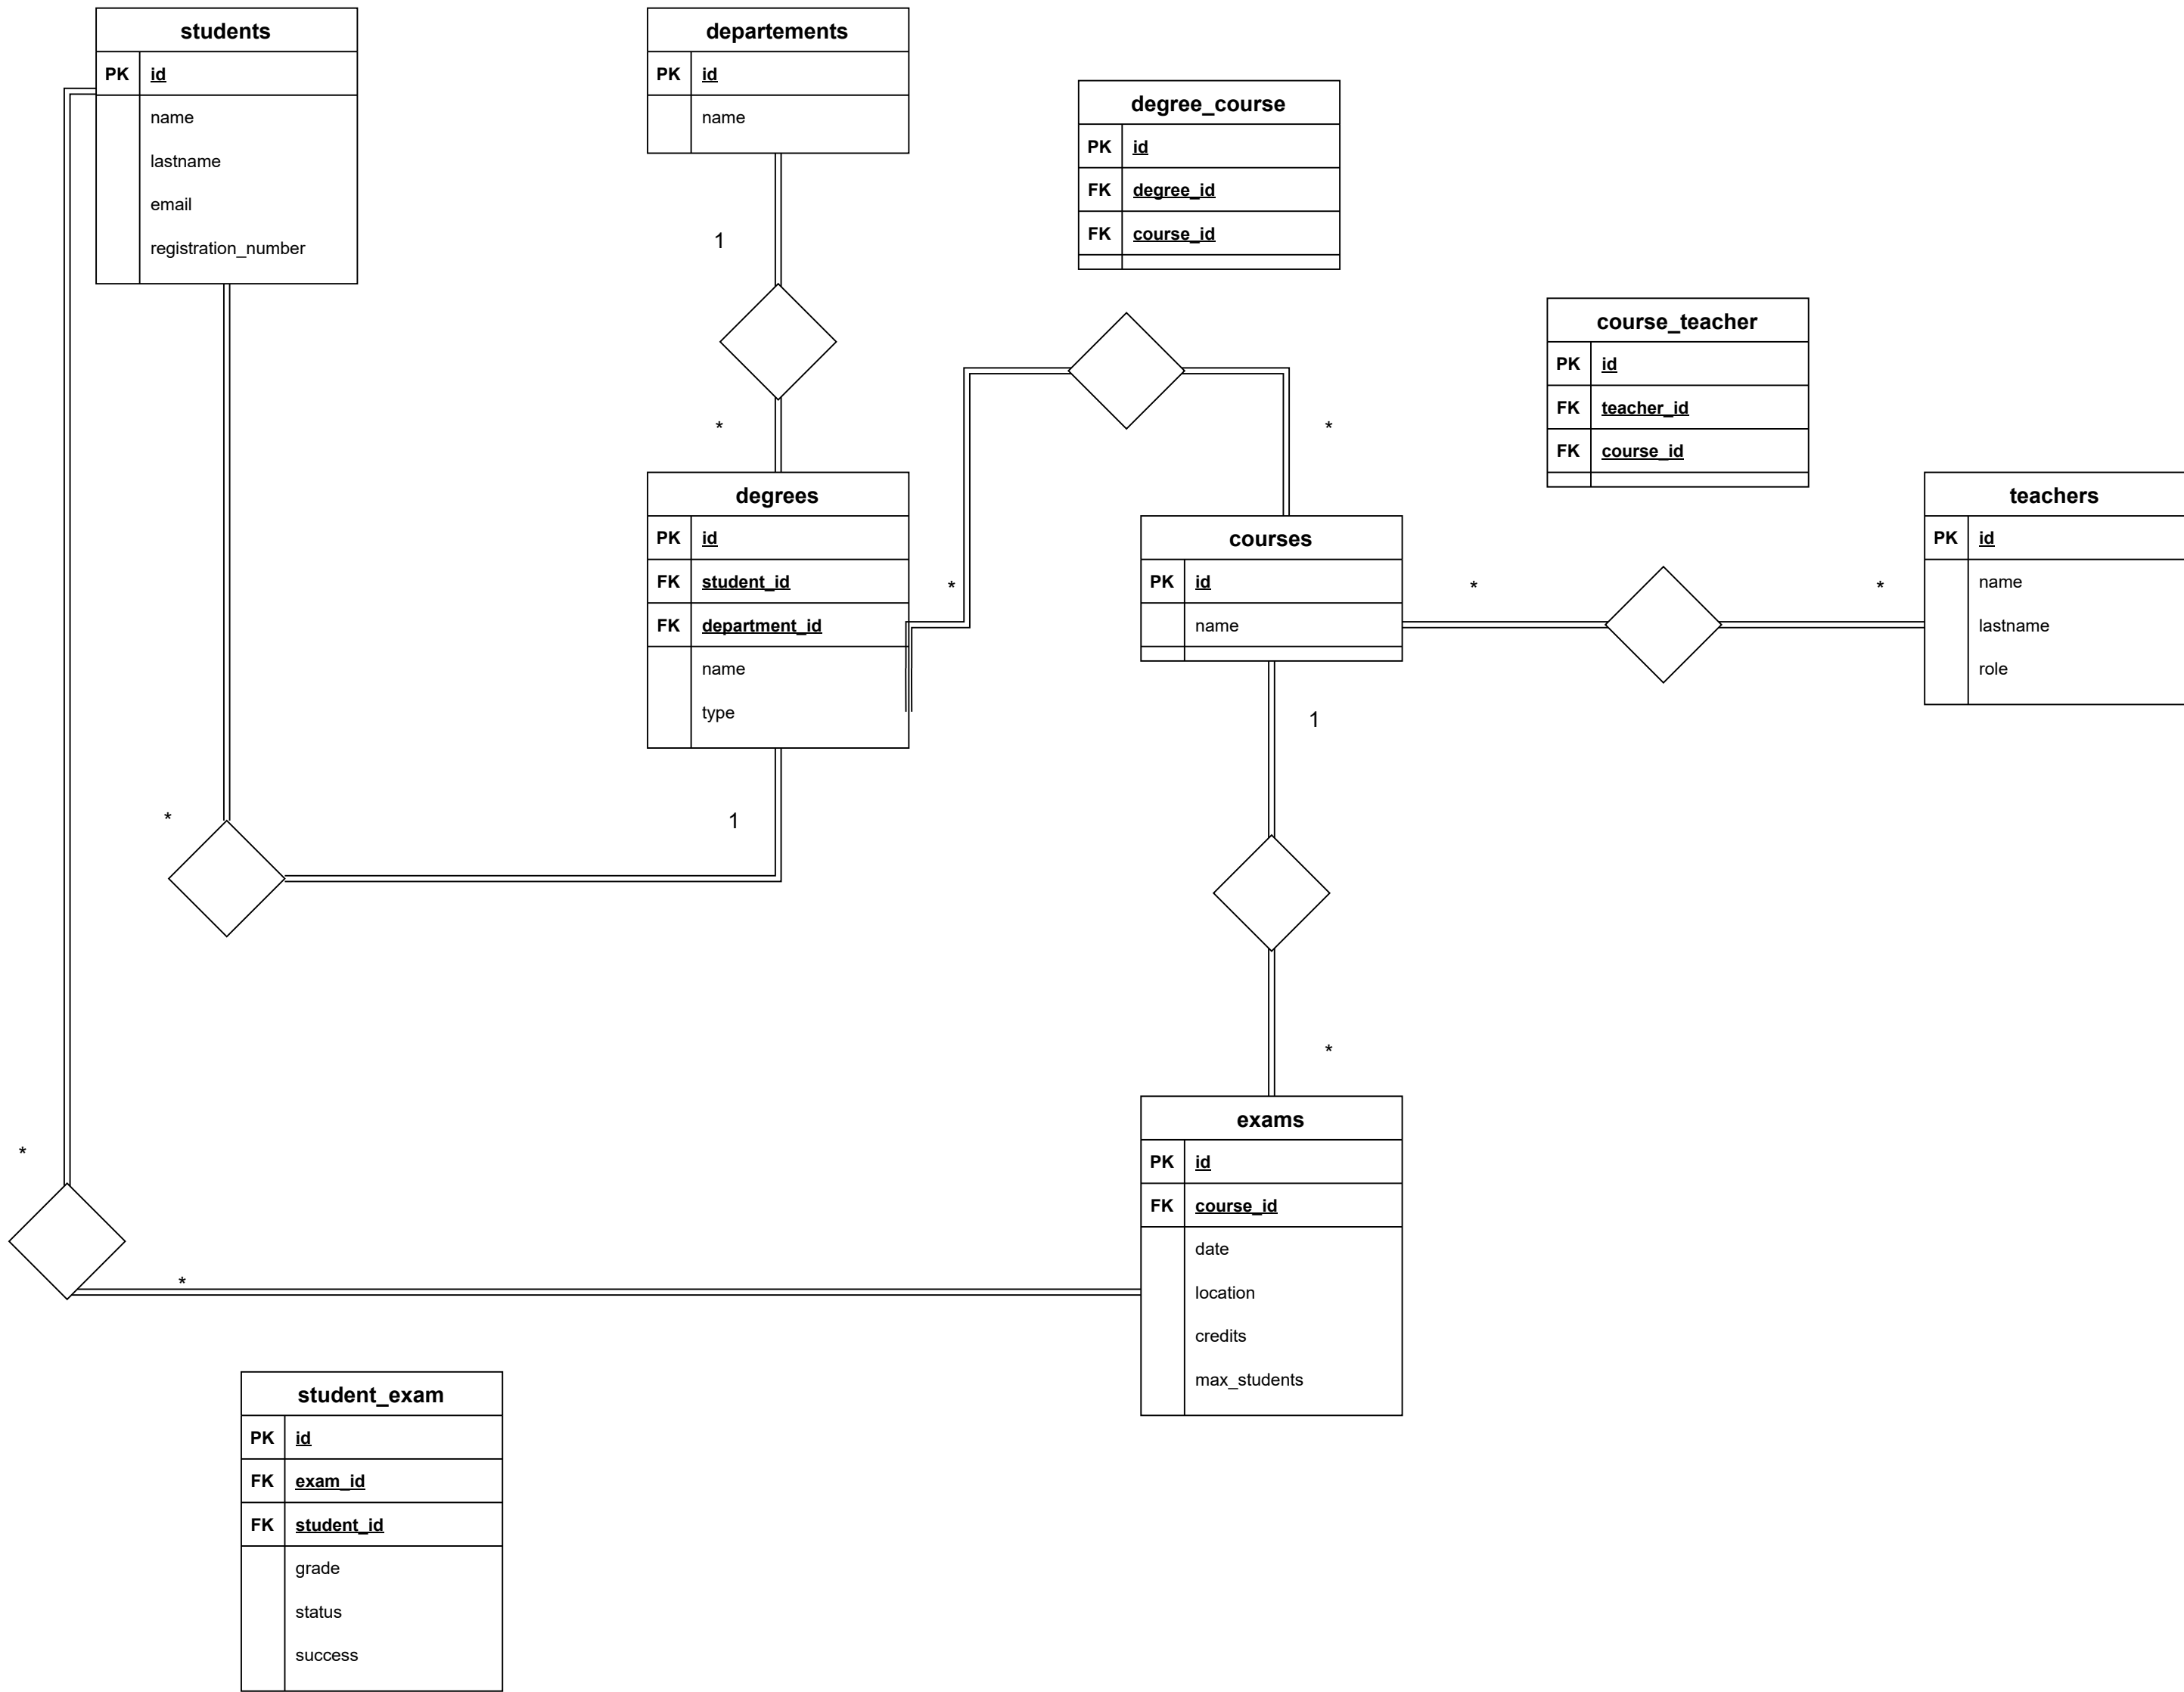 students
PK id
name
lastname
email
registration_number
departements
PK id
name
degree_course
PK id
FK degree_id
FK course_id
1
*
course_teacher
PK id
FK teacher_id
FK course_id
*
degrees
PK id
FK student_id
FK department_id
name
type
*
courses
PK id
name
*
*
teachers
PK id
name
lastname
role
1
*
1
*
exams
PK id
FK course_id
date
location
credits
max_students
*
*
student_exam
PK id
FK exam_id
FK student_id
grade
status
success